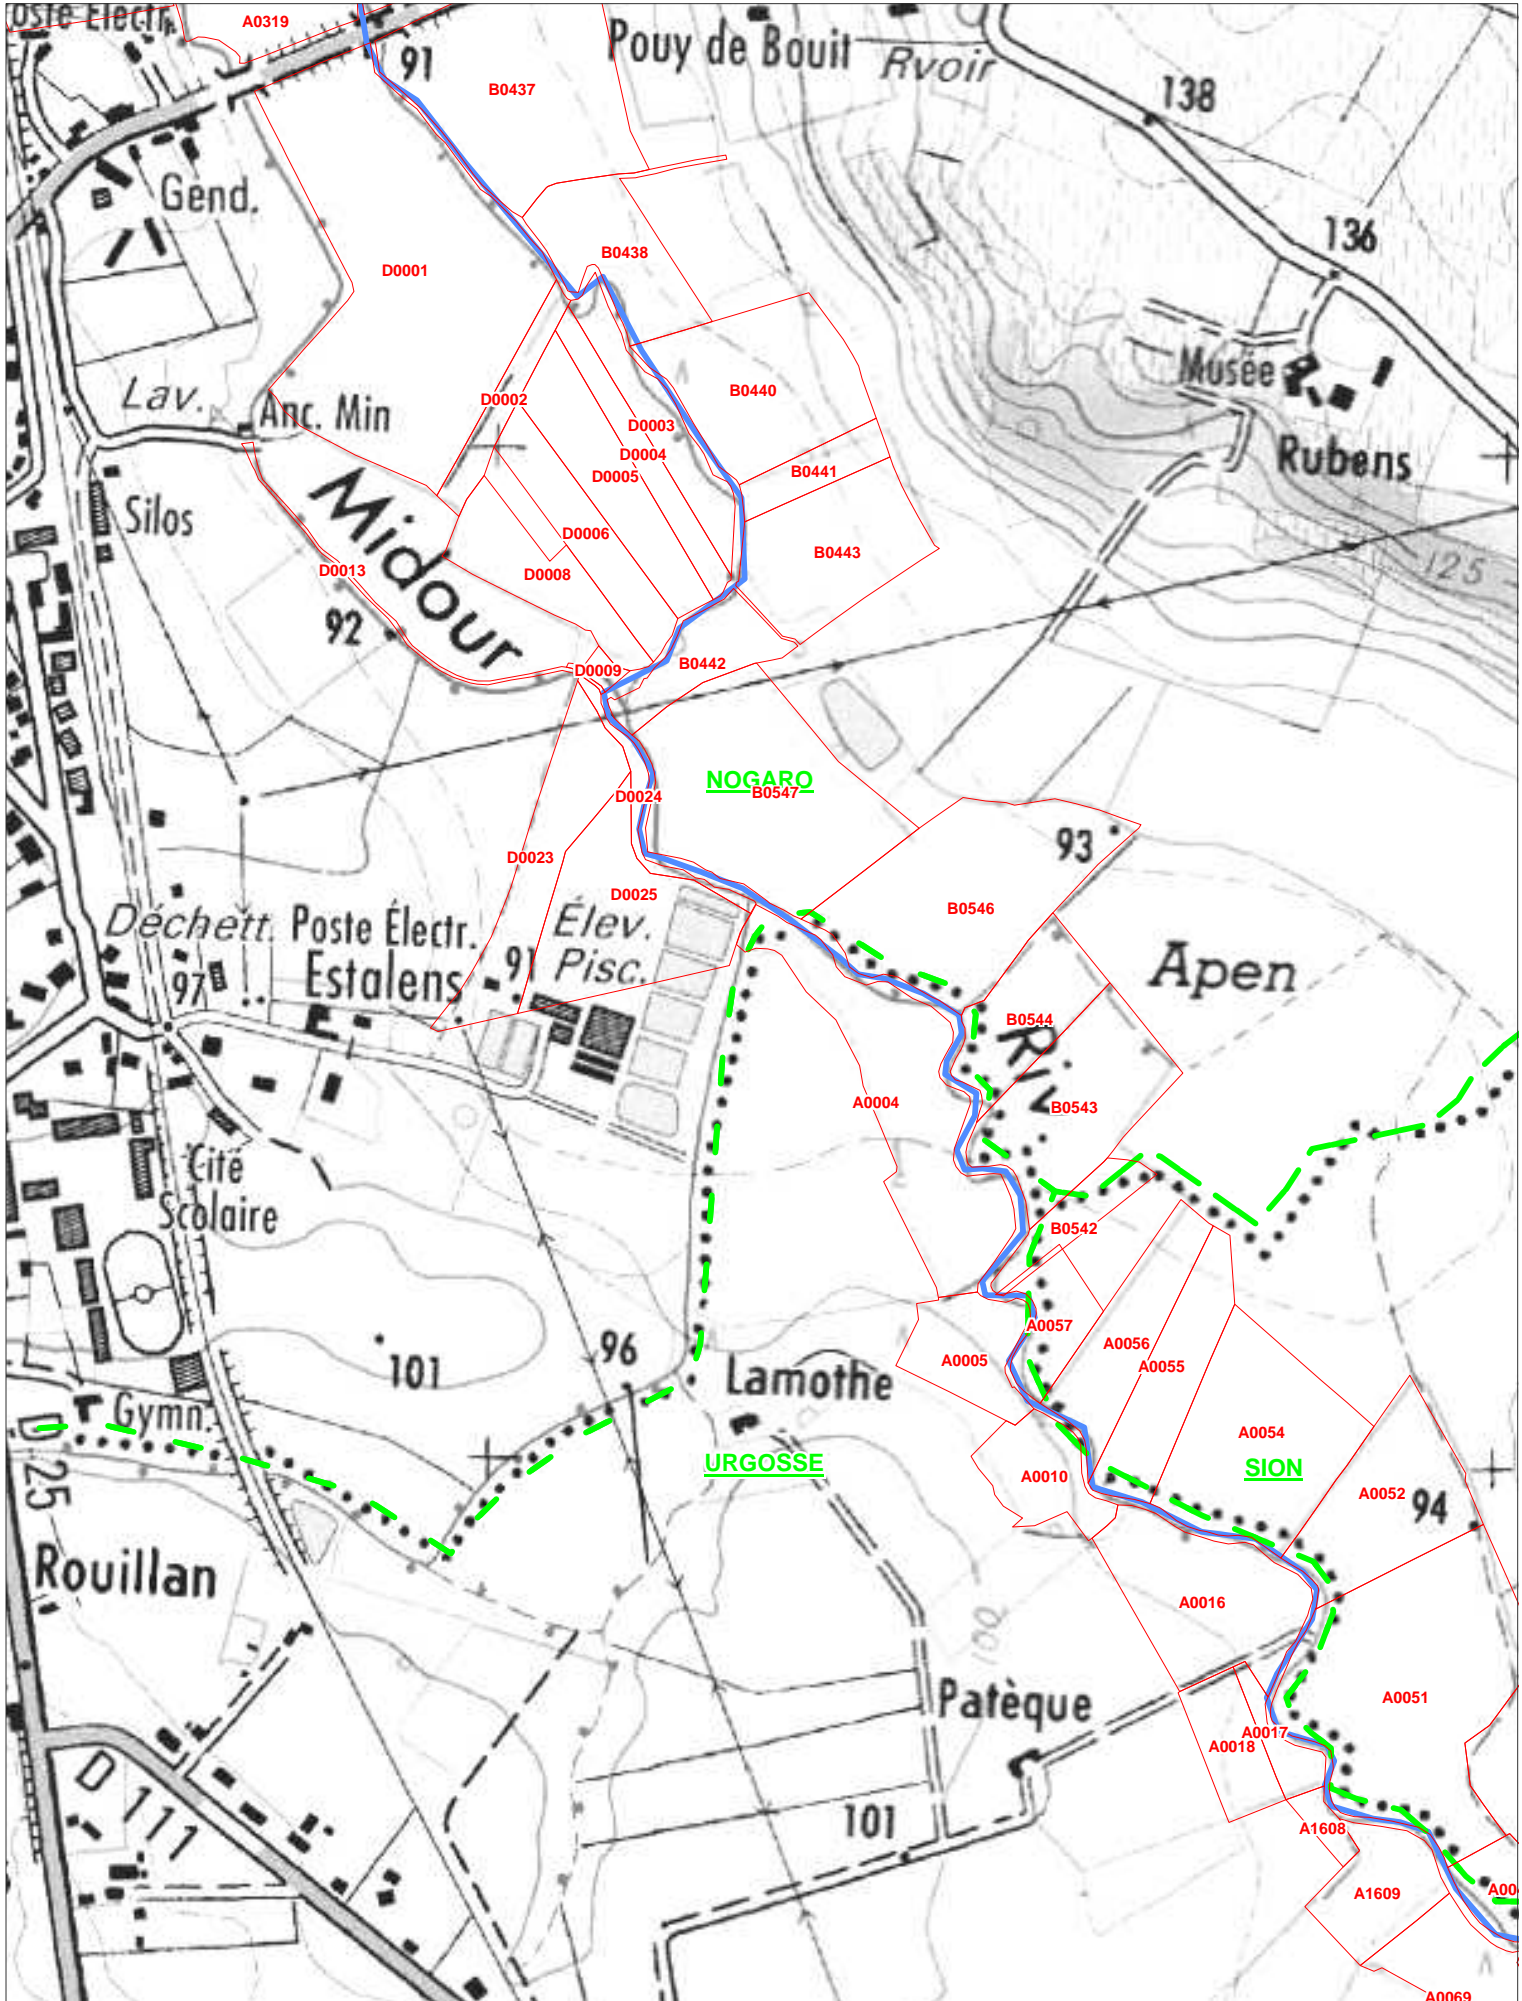 A0319
91
Pouy de Bouit
Rvoir
B0437
138
Gend.
136
B0438
D0001
Musée
B0440
Lav.
Anc. Min
D0002
D0003
D0004
Rubens
B0441
D0005
Silos
Midour
D0006
B0443
125
D0008
D0013
92
B0442
D0009
NOGARO
B0547
D0024
93
D0023
D0025
B0546
Déchett.
Poste Électr.
Élev.
Estalens
91
Pisc.
Apen
97
B0544
Riv
A0004
B0543
Cité
Scolaire
B0542
A0057
A0056
96
A0005
A0055
101
Lamothe
Gymn.
D 25
A0054
URGOSSE
SION
A0010
A0052
94
Rouillan
A0016
100
Patèque
A0051
A0017
A0018
D 111
101
A1608
A1609
A0069